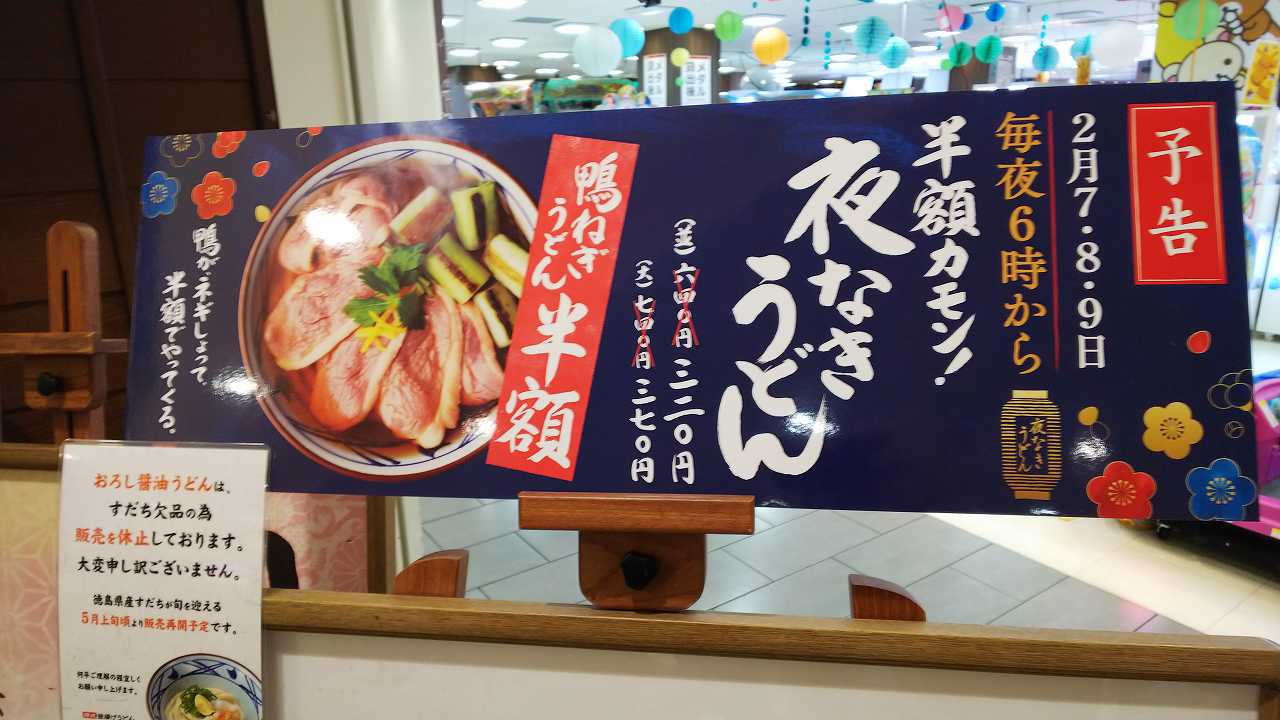 予告
2月7・8・9日
毎夜6時から
夜なき
うどん
半額カモン！
夜なき
うどん
(並) 六四〇円 三二〇円
(大) 七四〇円 三七〇円
鴨ねぎ
うどん 半額
鴨が、ネギしょって、
半額でやってくる。
おろし醤油うどんは、
すだち欠品の為
販売を休止しております。
大変申し訳ございません。
徳島県産すだちが旬を迎える
5月上旬頃より販売再開予定です。
何卒ご理解の程宜しく
お願い申し上げます。